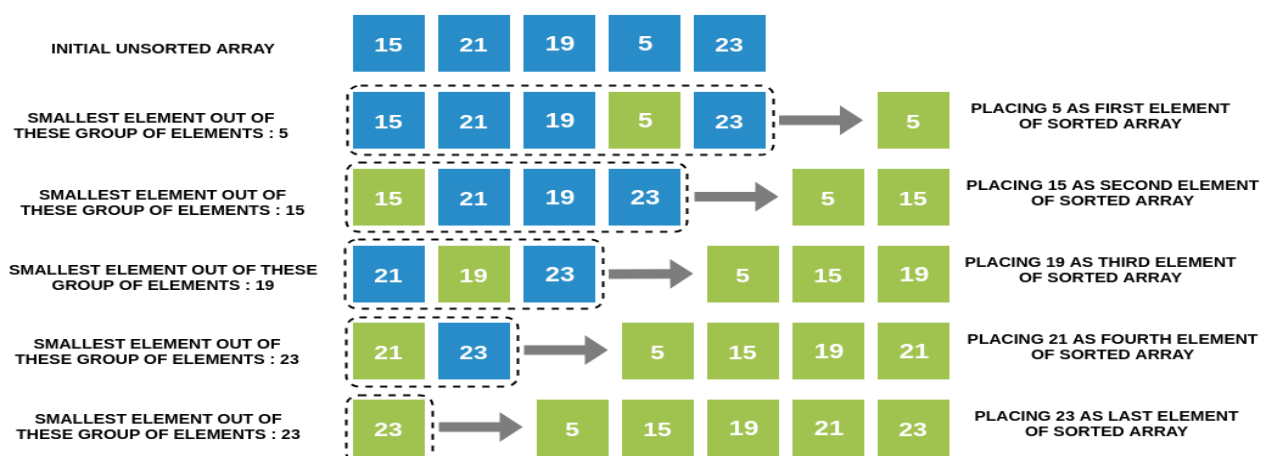 INITIAL UNSORTED ARRAY
15 21 19 5 23
SMALLEST ELEMENT OUT OF
THESE GROUP OF ELEMENTS : 5
15 21 19 5 23
5
PLACING 5 AS FIRST ELEMENT
OF SORTED ARRAY
SMALLEST ELEMENT OUT OF
THESE GROUP OF ELEMENTS : 15
15 21 19 23
5 15
PLACING 15 AS SECOND ELEMENT
OF SORTED ARRAY
SMALLEST ELEMENT OUT OF THESE
GROUP OF ELEMENTS : 19
21 19 23
5 15 19
PLACING 19 AS THIRD ELEMENT
OF SORTED ARRAY
SMALLEST ELEMENT OUT OF
THESE GROUP OF ELEMENTS : 23
21 23
5 15 19 21
PLACING 21 AS FOURTH ELEMENT
OF SORTED ARRAY
SMALLEST ELEMENT OUT OF
THESE GROUP OF ELEMENTS : 23
23
5 15 19 21 23
PLACING 23 AS LAST ELEMENT
OF SORTED ARRAY